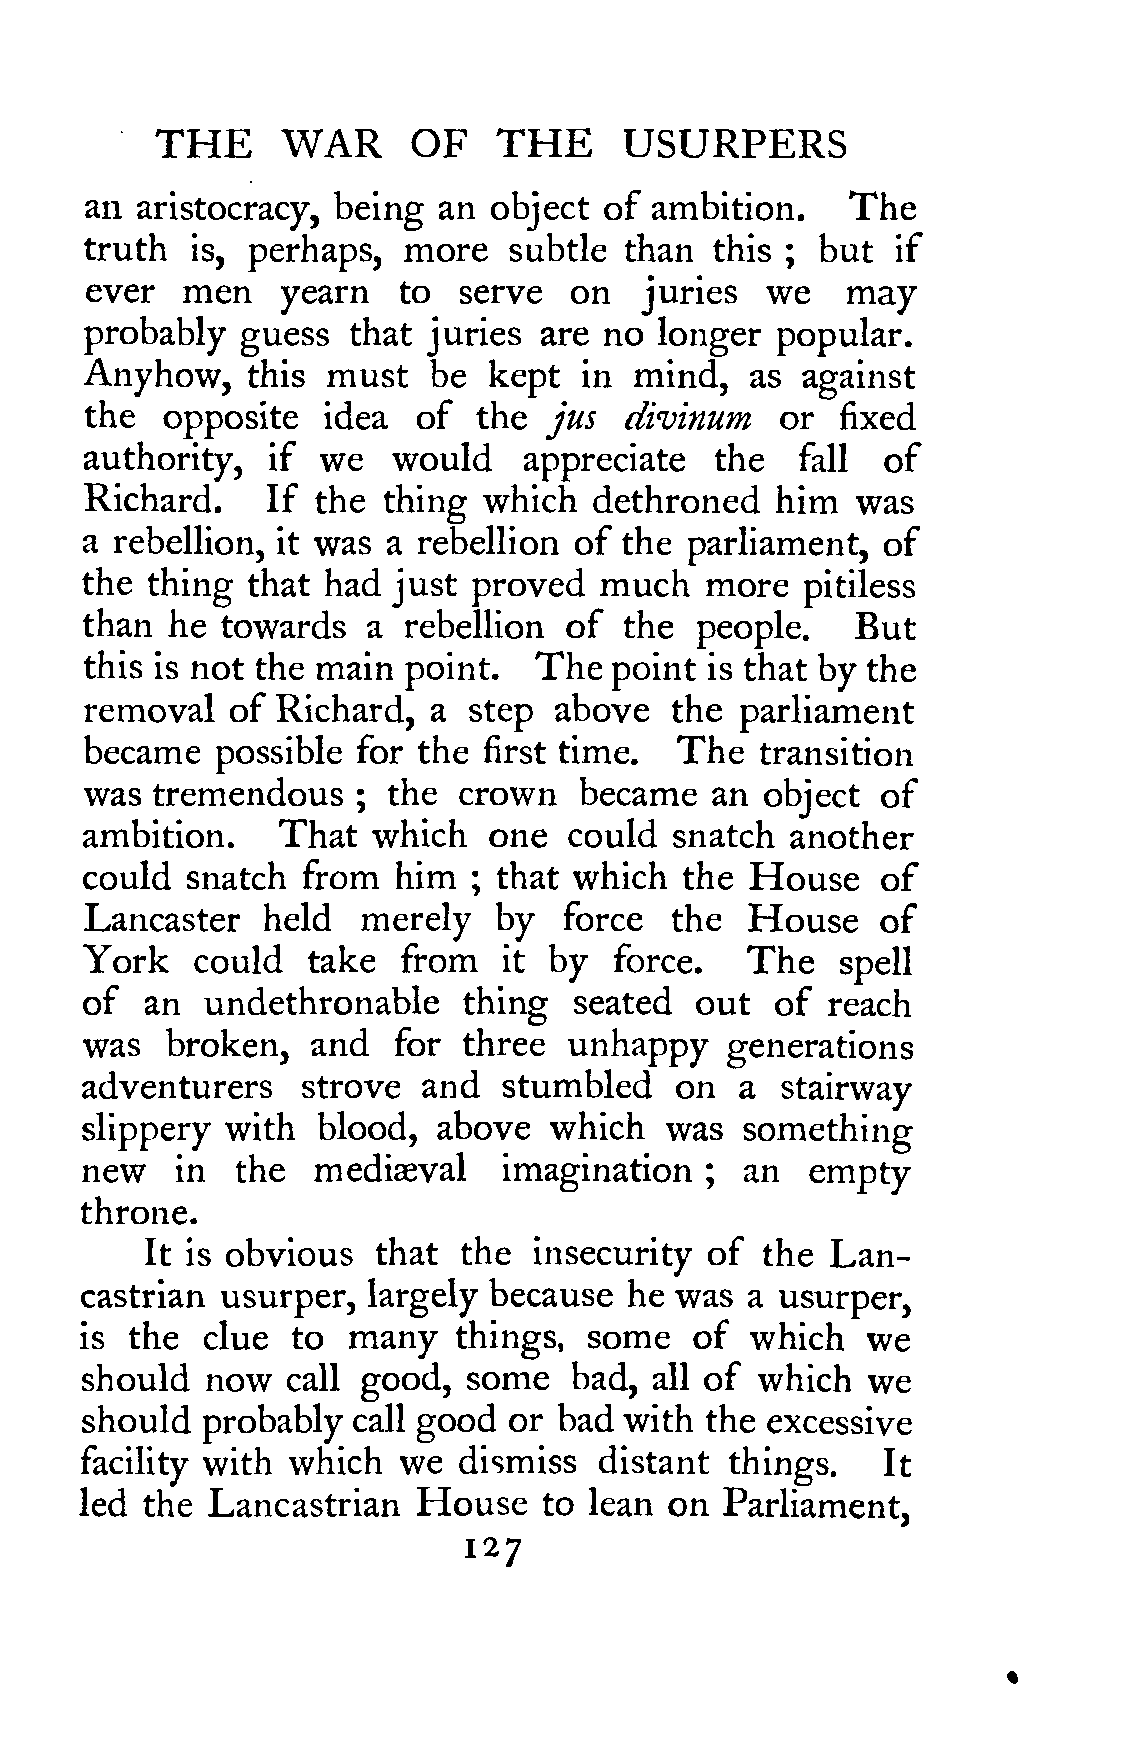 THE WAR OF THE USURPERS
an aristocracy, being an object of ambition. The
truth is, perhaps, more subtle than this ; but if
ever men yearn to serve on juries we may
probably guess that juries are no longer popular.
Anyhow, this must be kept in mind, as against
the opposite idea of the jus divinum or fixed
authority, if we would appreciate the fall of
Richard. If the thing which dethroned him was
a rebellion, it was a rebellion of the parliament, of
the thing that had just proved much more pitiless
than he towards a rebellion of the people. But
this is not the main point. The point is that by the
removal of Richard, a step above the parliament
became possible for the first time. The transition
was tremendous ; the crown became an object of
ambition. That which one could snatch another
could snatch from him ; that which the House of
Lancaster held merely by force the House of
York could take from it by force. The spell
of an undethronable thing seated out of reach
was broken, and for three unhappy generations
adventurers strove and stumbled on a stairway
slippery with blood, above which was something
new in the mediæval imagination ; an empty
throne.
It is obvious that the insecurity of the Lan-
castrian usurper, largely because he was a usurper,
is the clue to many things, some of which we
should now call good, some bad, all of which we
should probably call good or bad with the excessive
facility with which we dismiss distant things. It
led the Lancastrian House to lean on Parliament,
127